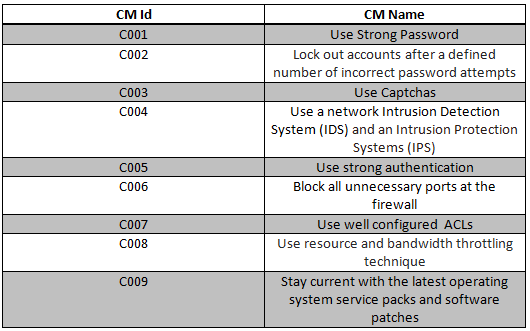 CM Id CM Name
C001 Use Strong Password
C002 Lock out accounts after a defined
number of incorrect password attempts
C003 Use Captchas
C004 Use a network Intrusion Detection
System (IDS) and an Intrusion Protection
Systems (IPS)
C005 Use strong authentication
C006 Block all unnecessary ports at the
firewall
C007 Use well configured ACLs
C008 Use resource and bandwidth throttling
technique
C009 Stay current with the latest operating
system service packs and software
patches